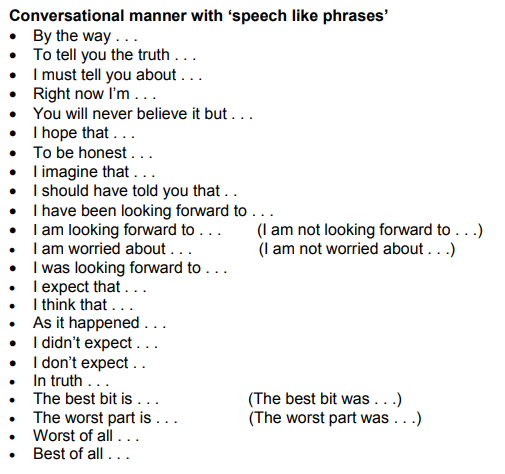 Conversational manner with ‘speech like phrases’
• By the way . . .
• To tell you the truth . . .
• I must tell you about . . .
• Right now I’m . . .
• You will never believe it but . . .
• I hope that . . .
• To be honest . . .
• I imagine that . . .
• I should have told you that . .
• I have been looking forward to . . .
• I am looking forward to . . . (I am not looking forward to . . .)
• I am worried about . . . (I am not worried about . . .)
• I was looking forward to . . .
• I expect that . . .
• I think that . . .
• As it happened . . .
• I didn’t expect . . .
• I don’t expect . .
• In truth . . .
• The best bit is . . . (The best bit was . . .)
• The worst part is . . . (The worst part was . . .)
• Worst of all . . .
• Best of all . . .